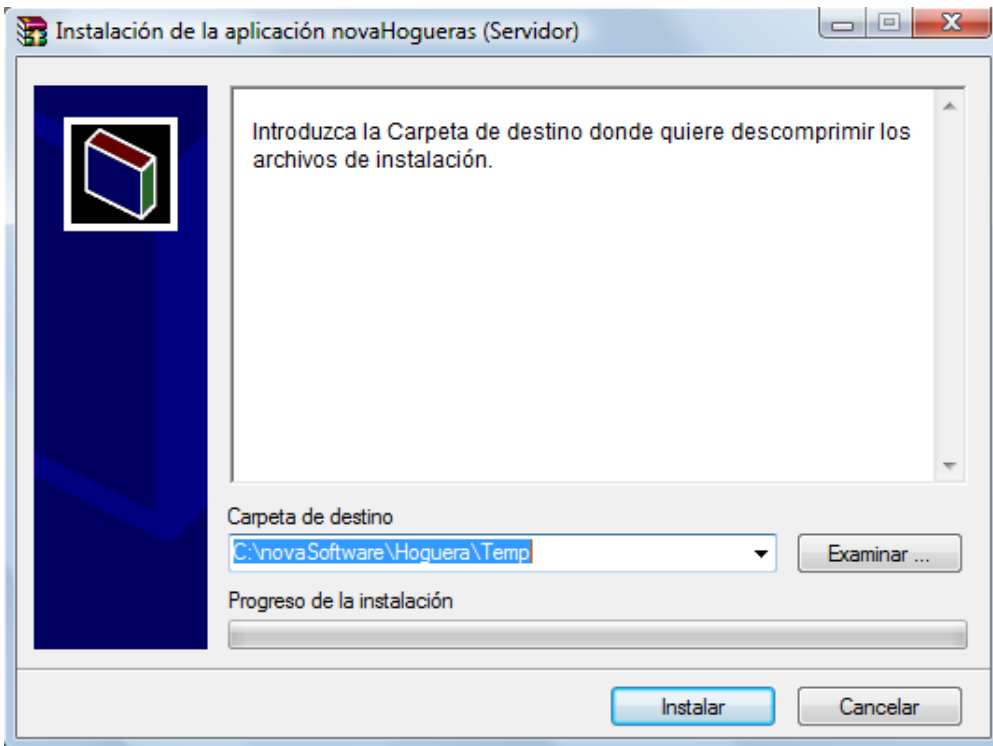 Instalación de la aplicación novaHogueras (Servidor)
Introduzca la Carpeta de destino donde quiere descomprimir los
archivos de instalación.
Carpeta de destino
C:\novaSoftware\Hoguera\Temp
Examinar ...
Progreso de la instalación
Instalar
Cancelar